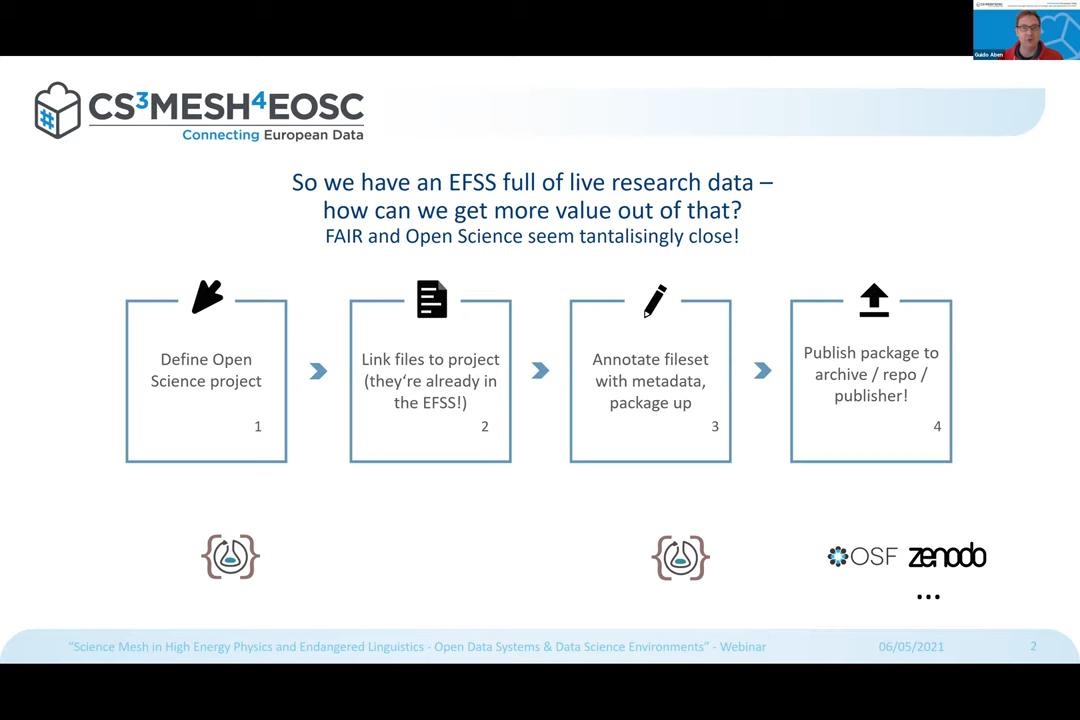 Guido Aben
CS3MESH4EOSC
Connecting European Data
So we have an EFSS full of live research data –
how can we get more value out of that?
FAIR and Open Science seem tantalisingly close!
Define Open
Science project
1
Link files to project
(they‘re already in
the EFSS!)
2
Annotate fileset
with metadata,
package up
3
Publish package to
archive / repo /
publisher!
4
OSF zenodo
...
“Science Mesh in High Energy Physics and Endangered Linguistics - Open Data Systems & Data Science Environments” - Webinar
06/05/2021
2